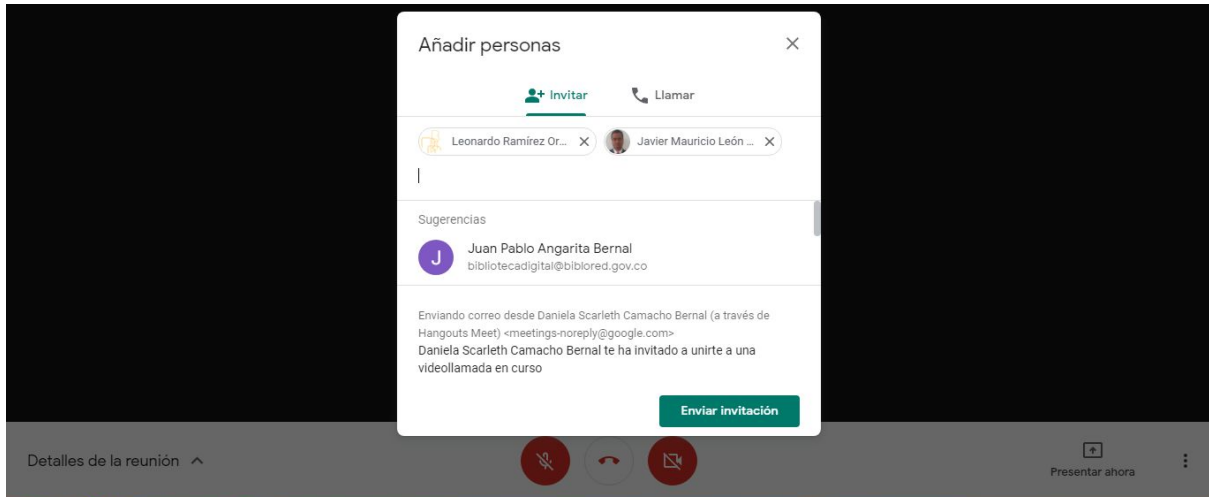 Añadir personas
Invitar
Llamar
Leonardo Ramírez Or...
Javier Mauricio León ...
Sugerencias
J
Juan Pablo Angarita Bernal
bibliotecadigital@biblored.gov.co
Enviando correo desde Daniela Scarleth Camacho Bernal (a través de
Hangouts Meet) <meetings-noreply@google.com>
Daniela Scarleth Camacho Bernal te ha invitado a unirte a una
videollamada en curso
Enviar invitación
Detalles de la reunión
Presentar ahora